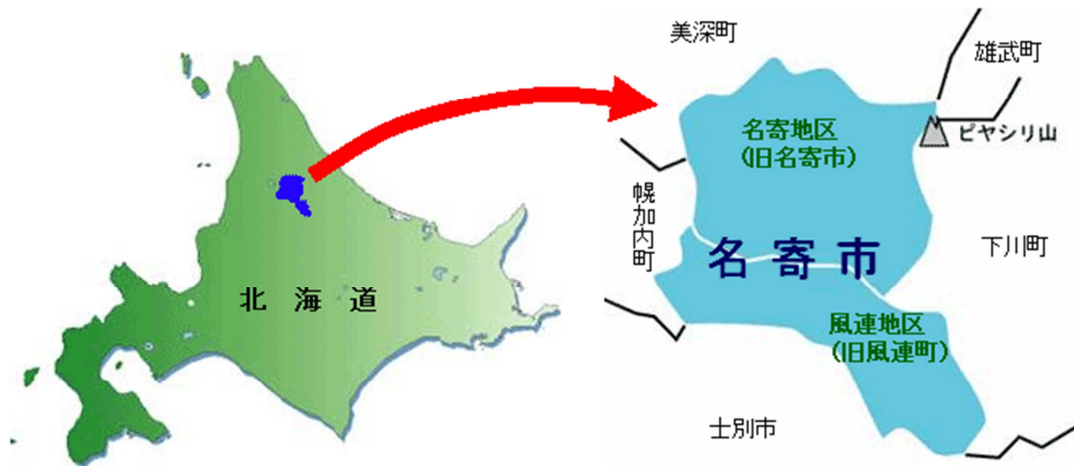 北海道
美深町
雄武町
名寄地区
(旧名寄市)
ピヤシリ山
幌加内町
名寄市
下川町
風連地区
(旧風連町)
士別市